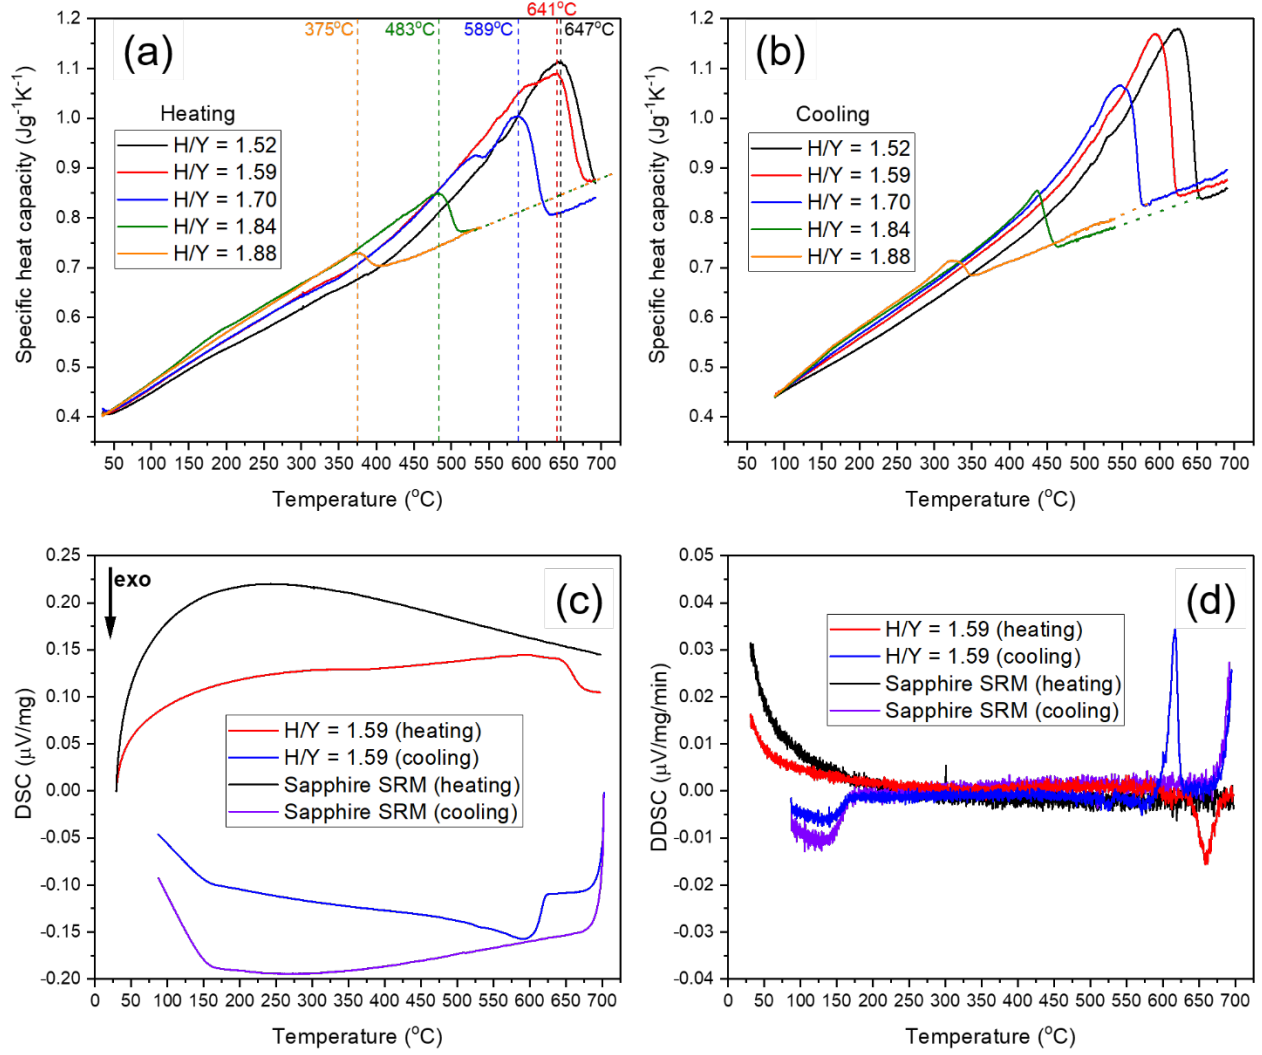 (a)
375°C
483°C
589°C
641°C
647°C
Heating
H/Y = 1.52
H/Y = 1.59
H/Y = 1.70
H/Y = 1.84
H/Y = 1.88
1.2
1.1
1.0
0.9
0.8
0.7
0.6
0.5
0.4
Specific heat capacity (Jg⁻¹K⁻¹)
50 100 150 200 250 300 350 400 450 500 550 600 650 700
Temperature (°C)
(b)
Cooling
H/Y = 1.52
H/Y = 1.59
H/Y = 1.70
H/Y = 1.84
H/Y = 1.88
1.2
1.1
1.0
0.9
0.8
0.7
0.6
0.5
0.4
Specific heat capacity (Jg⁻¹K⁻¹)
50 100 150 200 250 300 350 400 450 500 550 600 650 700
Temperature (°C)
(c)
exo
H/Y = 1.59 (heating)
H/Y = 1.59 (cooling)
Sapphire SRM (heating)
Sapphire SRM (cooling)
0.25
0.20
0.15
0.10
0.05
0.00
-0.05
-0.10
-0.15
-0.20
DSC (µV/mg)
0 50 100 150 200 250 300 350 400 450 500 550 600 650 700
Temperature (°C)
(d)
H/Y = 1.59 (heating)
H/Y = 1.59 (cooling)
Sapphire SRM (heating)
Sapphire SRM (cooling)
0.05
0.04
0.03
0.02
0.01
0.00
-0.01
-0.02
-0.03
-0.04
DDSC (µV/mg/min)
0 50 100 150 200 250 300 350 400 450 500 550 600 650 700
Temperature (°C)